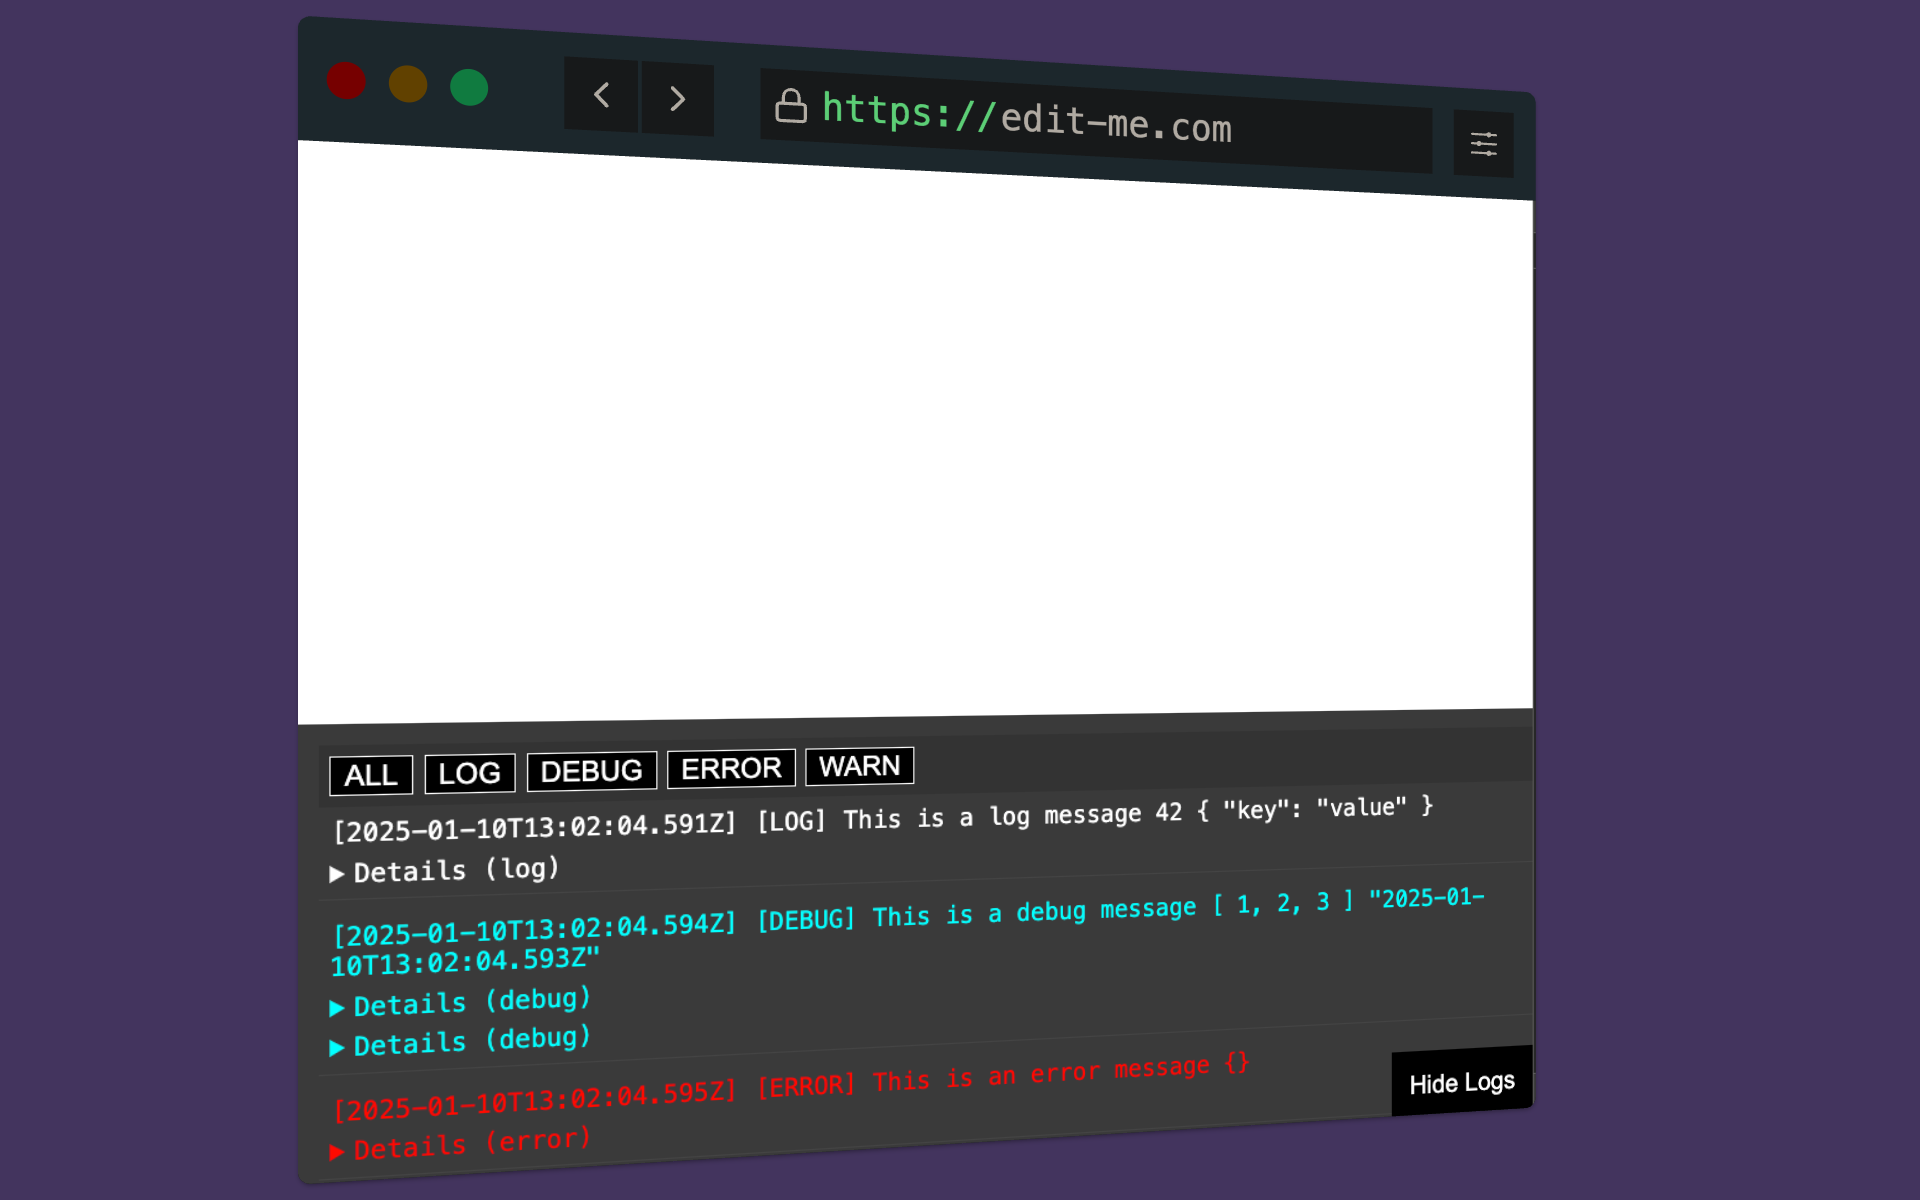 https://edit-me.com
ALL LOG DEBUG ERROR WARN
[2025-01-10T13:02:04.591Z] [LOG] This is a log message 42 { "key": "value" }
▶ Details (log)
[2025-01-10T13:02:04.594Z] [DEBUG] This is a debug message [ 1, 2, 3 ] "2025-01-
10T13:02:04.593Z"
▶ Details (debug)
▶ Details (debug)
[2025-01-10T13:02:04.595Z] [ERROR] This is an error message {}
▶ Details (error)
Hide Logs